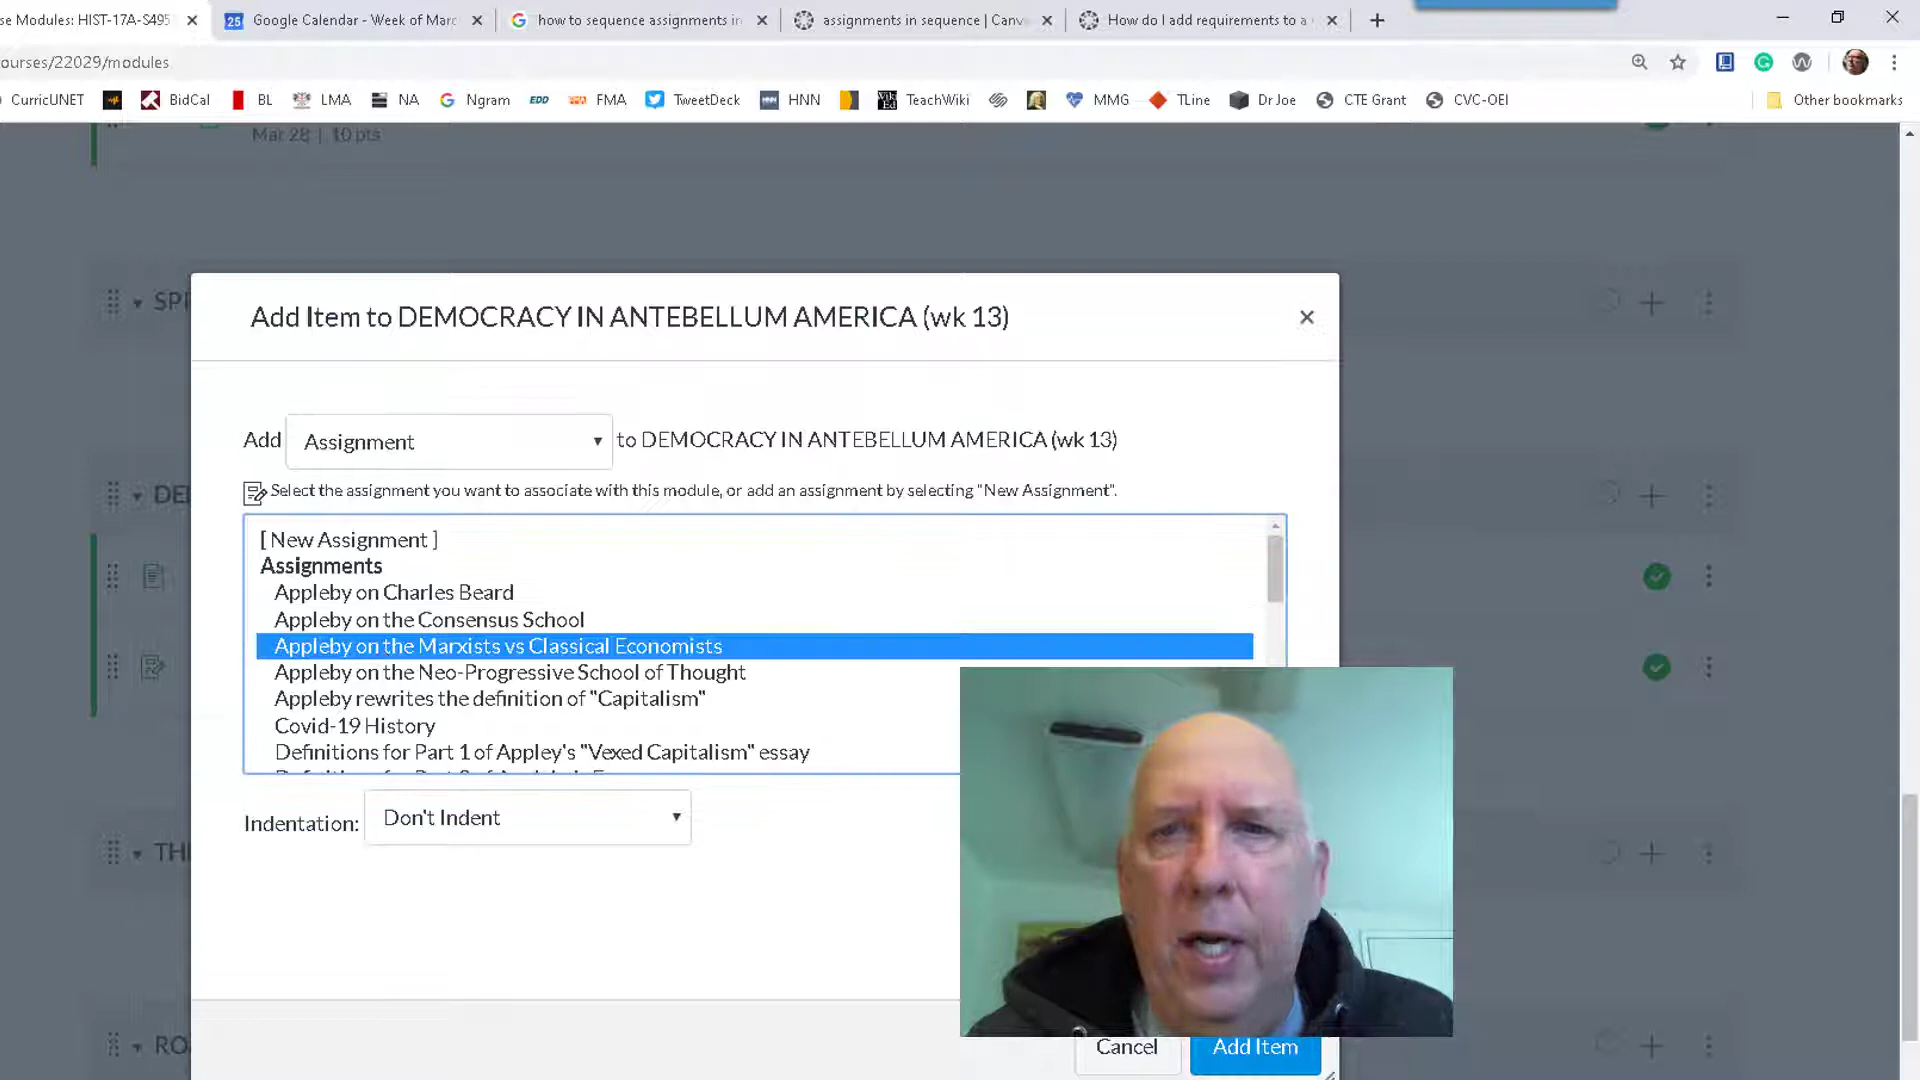 se Modules: HIST-17A-S495
Google Calendar - Week of Marc
how to sequence assignments in
assignments in sequence | Canv
How do I add requirements to a
ourses/22029/modules
CurricUNET
BidCal
BL
LMA
NA
Ngram
EDD
FMA
TweetDeck
HNN
TeachWiki
MMG
TLine
Dr Joe
CTE Grant
CVC-OEI
Other bookmarks
Mar 28 | 10 pts
SPR
Add Item to DEMOCRACY IN ANTEBELLUM AMERICA (wk 13)
Add Assignment to DEMOCRACY IN ANTEBELLUM AMERICA (wk 13)
DE
Select the assignment you want to associate with this module, or add an assignment by selecting "New Assignment".
[ New Assignment ]
Assignments
Appleby on Charles Beard
Appleby on the Consensus School
Appleby on the Marxists vs Classical Economists
Appleby on the Neo-Progressive School of Thought
Appleby rewrites the definition of "Capitalism"
Covid-19 History
Definitions for Part 1 of Appley's "Vexed Capitalism" essay
Indentation: Don't Indent
TH
RO
Cancel
Add Item